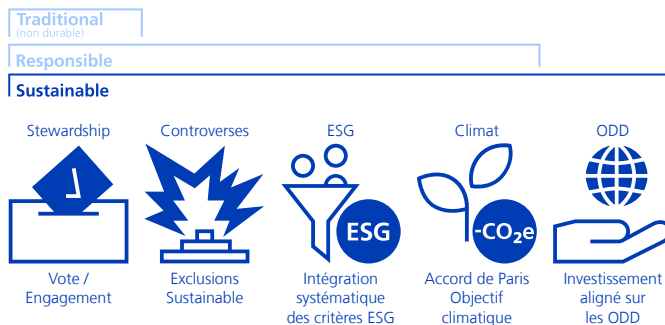 Traditional
(non durable)
Responsible
Sustainable
Stewardship
Controverses
ESG
Climat
ODD
ESG
-CO₂e
Vote /
Engagement
Exclusions
Sustainable
Intégration
systématique
des critères ESG
Accord de Paris
Objectif
climatique
Investissement
aligné sur
les ODD